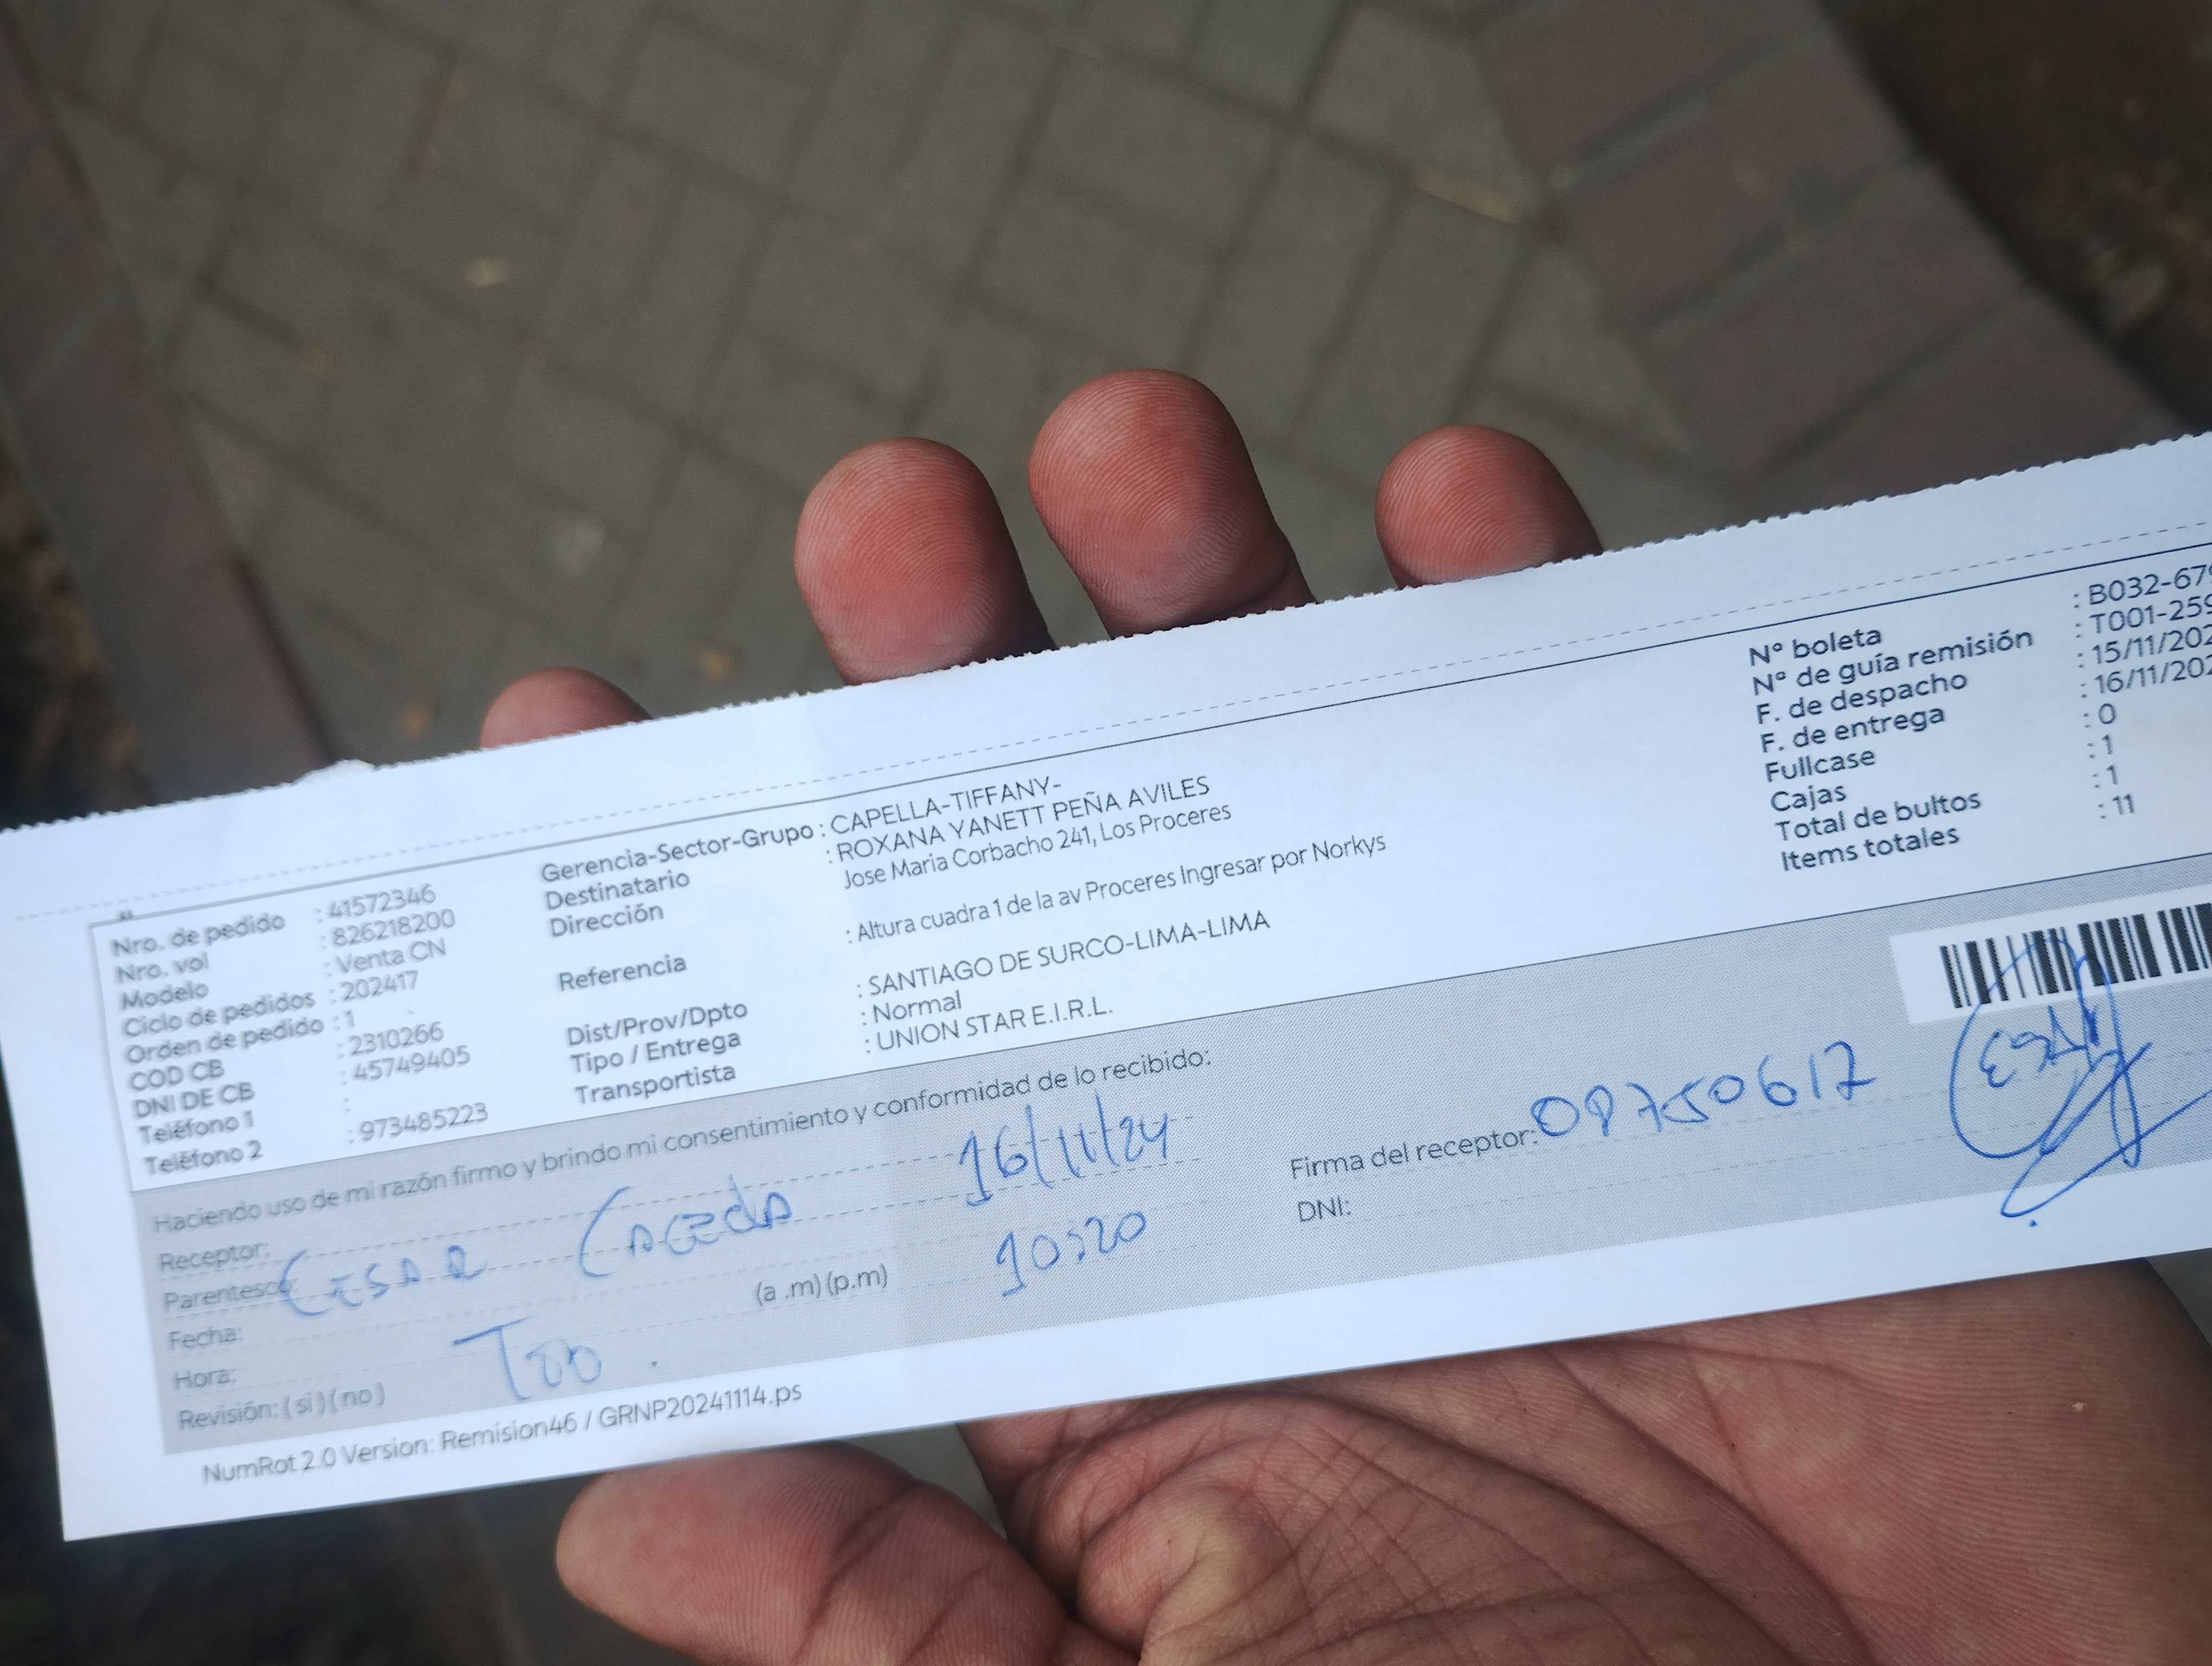 Nro. de pedido : 41572346
Nro. vol : 826218200
Modelo : Venta CN
Ciclo de pedidos : 202417
Orden de pedido : 1
COD CB : 2310266
DNI DE CB : 45749405
Teléfono 1 :
Teléfono 2 : 973485223
Gerencia-Sector-Grupo : CAPELLA-TIFFANY-
Destinatario : ROXANA YANETT PEÑA AVILES
Dirección Jose Maria Corbacho 241, Los Proceres
Referencia : Altura cuadra 1 de la av Proceres Ingresar por Norkys
Dist/Prov/Dpto : SANTIAGO DE SURCO-LIMA-LIMA
Tipo / Entrega : Normal
Transportista : UNION STAR E.I.R.L.
N° boleta : B032-679
N° de guía remisión : T001-259
F. de despacho : 15/11/202
F. de entrega : 16/11/202
Fullcase : 0
Cajas : 1
Total de bultos : 1
Items totales : 11
Haciendo uso de mi razón firmo y brindo mi consentimiento y conformidad de lo recibido:
Receptor:
Parentesco: CESAR 16/11/24
Fecha:
Hora: (a .m) (p.m) 10:20
Revisión: ( si ) ( no )
Firma del receptor:
DNI:
NumRot 2.0 Version: Remision46 / GRNP20241114.ps